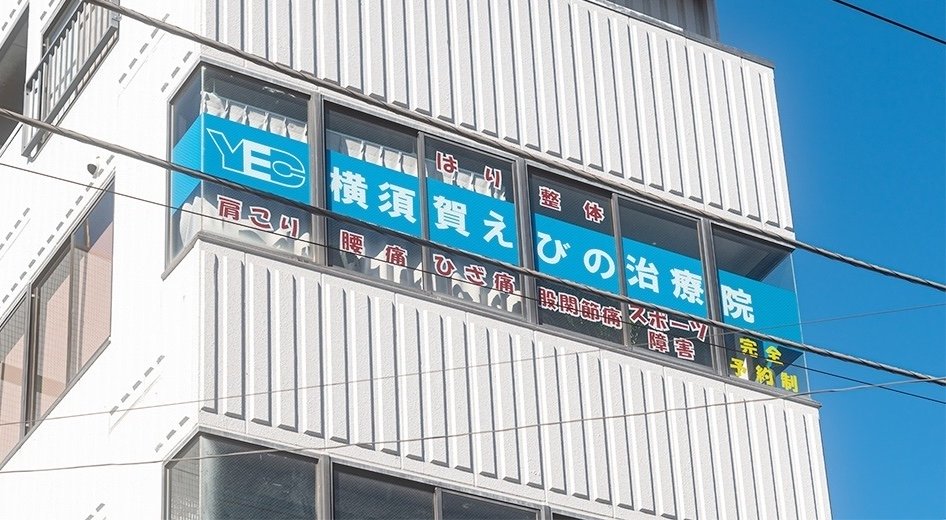 はり 整体
YEC 横須賀えびの治療院
肩こり 腰痛 ひざ痛 股関節痛 スポーツ
障害
完全
予約制